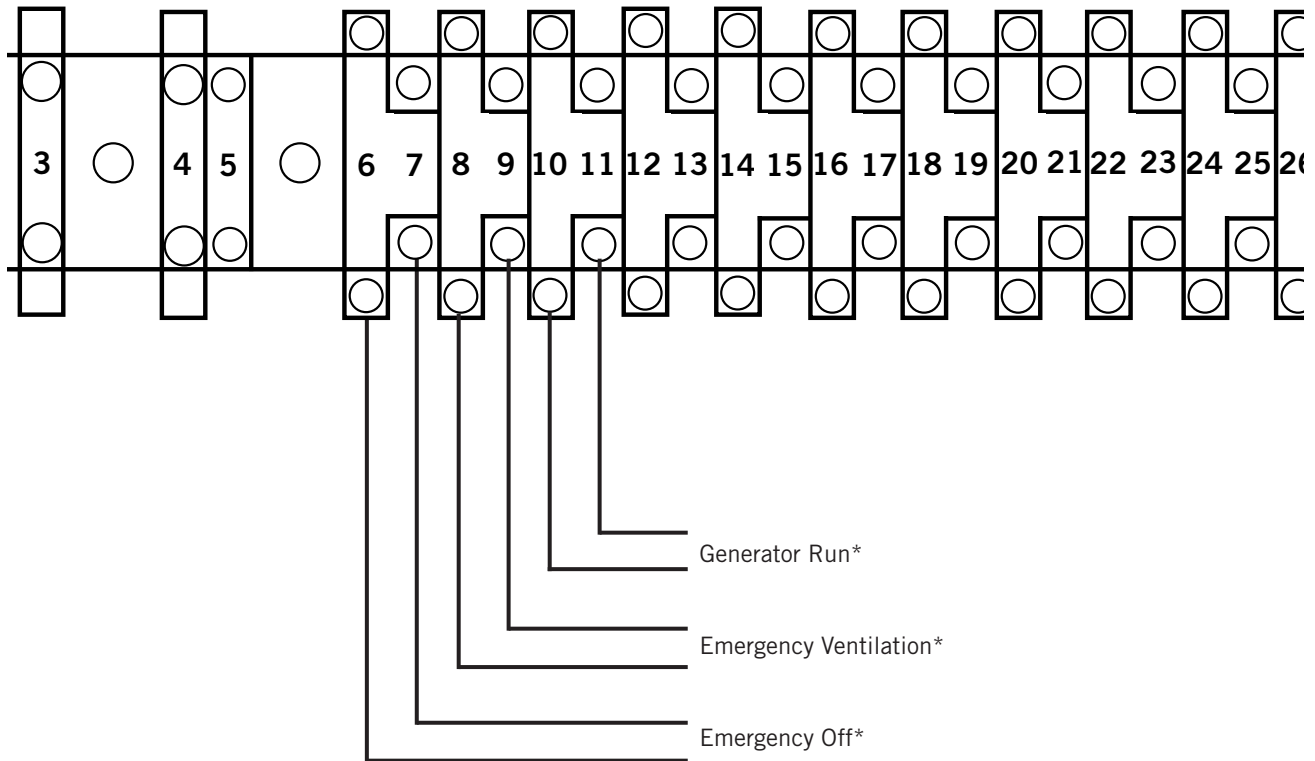 3 4 5 6 7 8 9 10 11 12 13 14 15 16 17 18 19 20 21 22 23 24 25 26
Generator Run*
Emergency Ventilation*
Emergency Off*